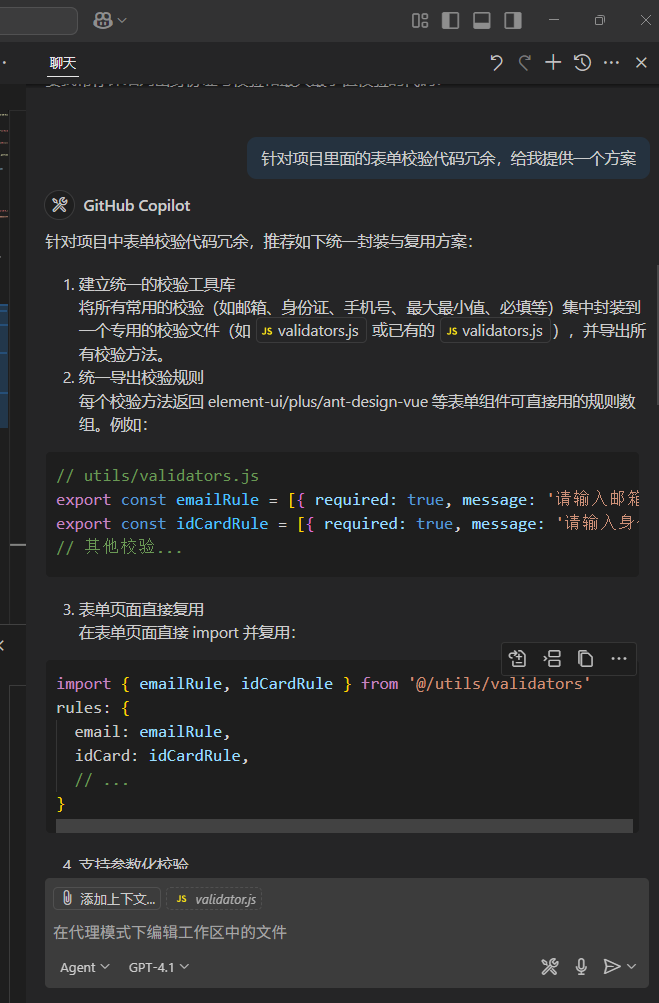 聊天
针对项目里面的表单校验代码冗余，给我提供一个方案
GitHub Copilot
针对项目中表单校验代码冗余，推荐如下统一封装与复用方案：
1. 建立统一的校验工具库
将所有常用的校验（如邮箱、身份证、手机号、最大最小值、必填等）集中封装到
一个专用的校验文件（如 JS validators.js 或已有的 JS validators.js ），并导出所
有校验方法。
2. 统一导出校验规则
每个校验方法返回 element-ui/plus/ant-design-vue 等表单组件可直接用的规则数
组。例如：
// utils/validators.js
export const emailRule = [{ required: true, message: '请输入邮箱
export const idCardRule = [{ required: true, message: '请输入身
// 其他校验...
3. 表单页面直接复用
在表单页面直接 import 并复用：
import { emailRule, idCardRule } from '@/utils/validators'
rules: {
email: emailRule,
idCard: idCardRule,
// ...
}
4. 支持参数化校验
添加上下文... JS validator.js
在代理模式下编辑工作区中的文件
Agent GPT-4.1